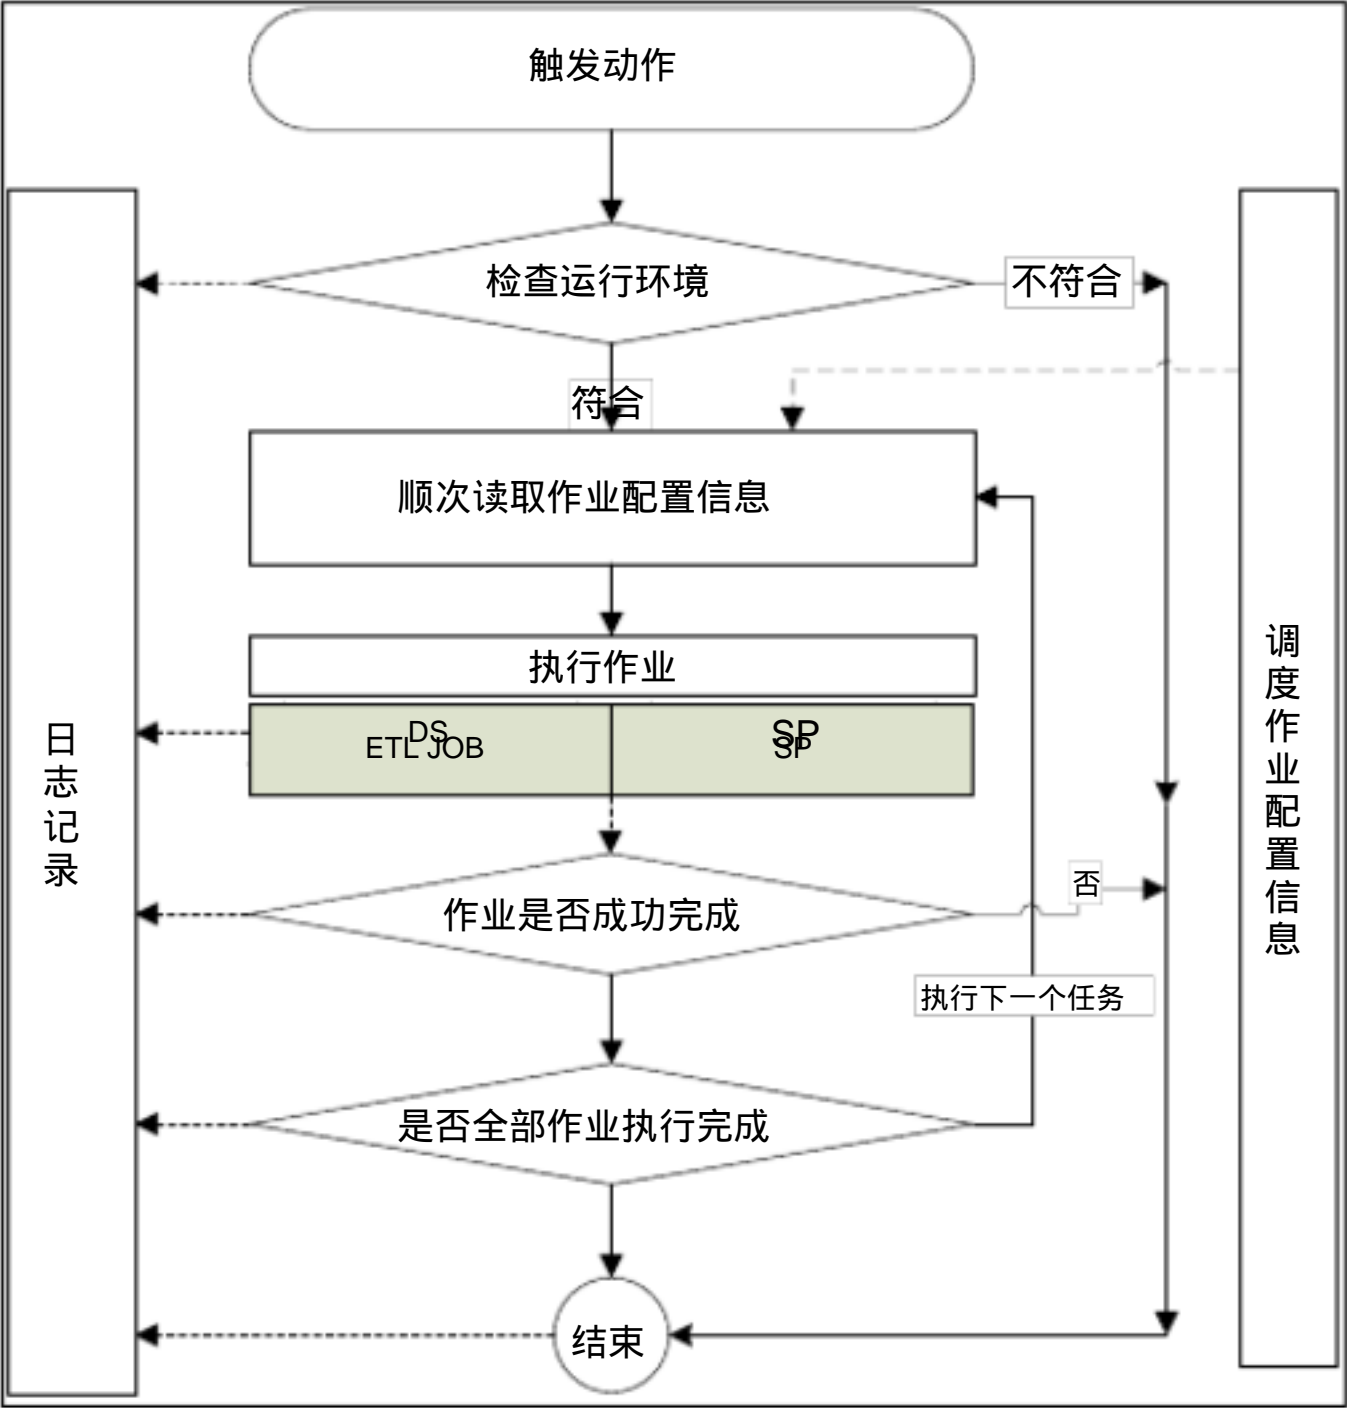 触发动作
检查运行环境
不符合
符合
顺次读取作业配置信息
执行作业
DS
ETL JOB
SP
SP
作业是否成功完成
否
执行下一个任务
是否全部作业执行完成
结束
日志记录
调度作业配置信息